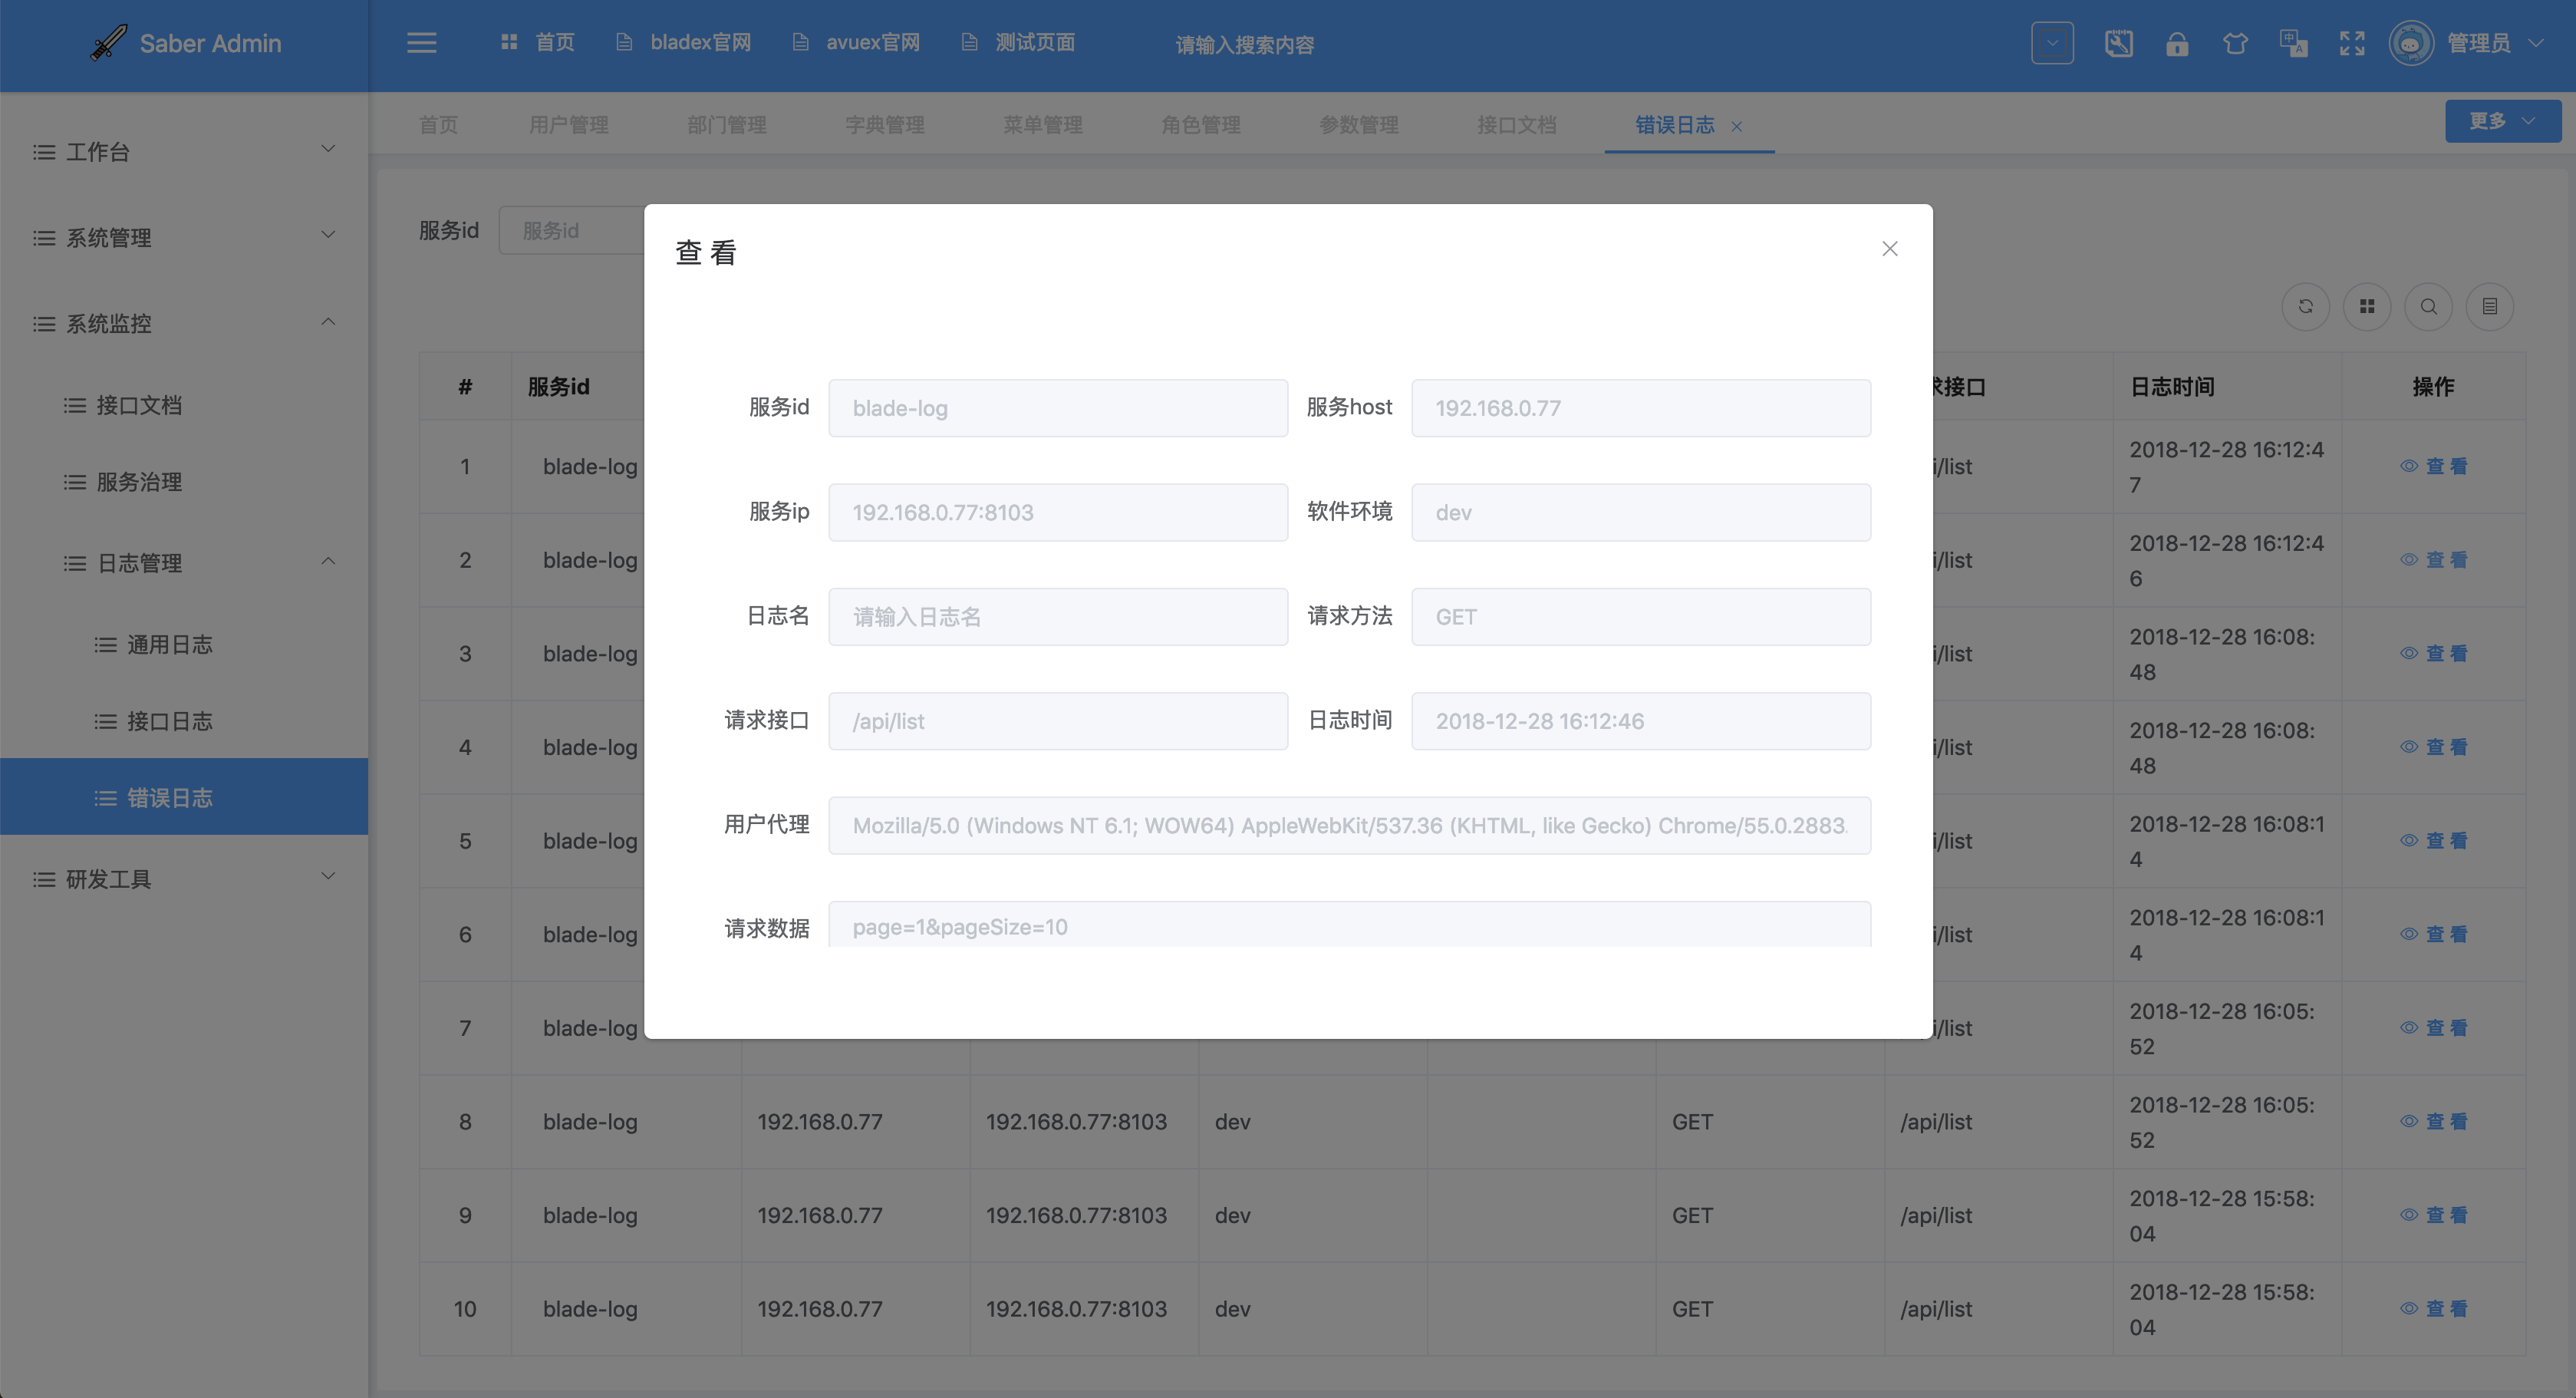 Saber Admin
首页 bladex官网 avuex官网 测试页面 请输入搜索内容 管理员
首页 用户管理 部门管理 字典管理 菜单管理 角色管理 参数管理 接口文档 错误日志 更多
工作台
系统管理
系统监控
接口文档
服务治理
日志管理
通用日志
接口日志
错误日志
研发工具
服务id 服务id
查 看
服务id blade-log 服务host 192.168.0.77
服务ip 192.168.0.77:8103 软件环境 dev
日志名 请输入日志名 请求方法 GET
请求接口 /api/list 日志时间 2018-12-28 16:12:46
用户代理 Mozilla/5.0 (Windows NT 6.1; WOW64) AppleWebKit/537.36 (KHTML, like Gecko) Chrome/55.0.2883.
请求数据 page=1&pageSize=10
# 服务id 求接口 日志时间 操作
1 blade-log i/list 2018-12-28 16:12:4
7 查 看
2 blade-log i/list 2018-12-28 16:12:4
6 查 看
3 blade-log i/list 2018-12-28 16:08:
48 查 看
4 blade-log i/list 2018-12-28 16:08:
48 查 看
5 blade-log i/list 2018-12-28 16:08:1
4 查 看
6 blade-log i/list 2018-12-28 16:08:1
4 查 看
7 blade-log i/list 2018-12-28 16:05:
52 查 看
8 blade-log 192.168.0.77 192.168.0.77:8103 dev GET /api/list 2018-12-28 16:05:
52 查 看
9 blade-log 192.168.0.77 192.168.0.77:8103 dev GET /api/list 2018-12-28 15:58:
04 查 看
10 blade-log 192.168.0.77 192.168.0.77:8103 dev GET /api/list 2018-12-28 15:58:
04 查 看